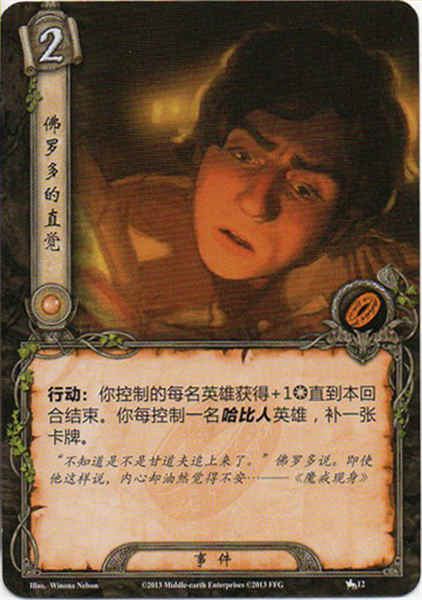 2
佛罗多的直觉
行动：你控制的每名英雄获得+1直到本回
合结束。你每控制一名哈比人英雄，补一张
卡牌。
“不知道是不是甘道夫追上来了。”佛罗多说。即使
他这样说，内心却油然觉得不妥……——《魔戒现身》
事件
Illus. Winona Nelson ©2013 Middle-earth Enterprises ©2013 FFG 12